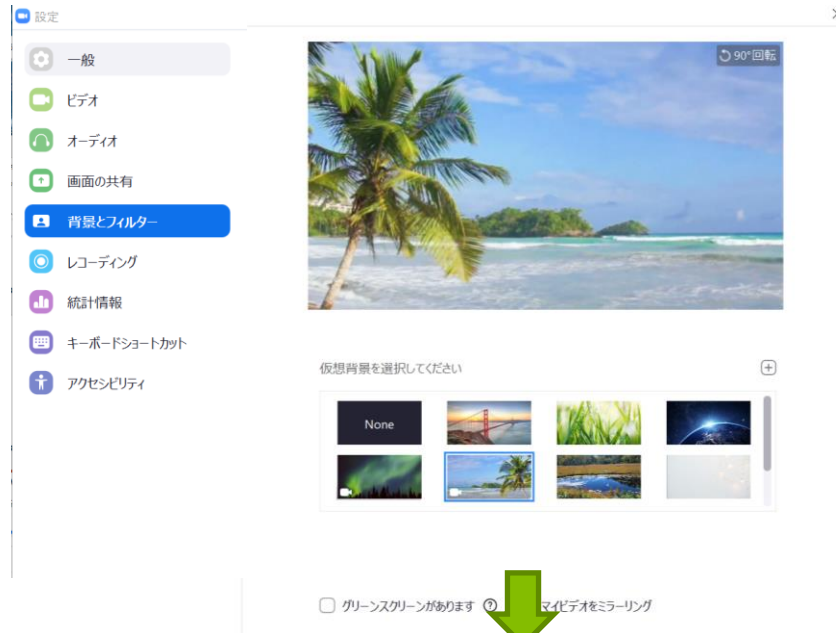 設定
一般
ビデオ
オーディオ
画面の共有
背景とフィルター
レコーディング
統計情報
キーボードショートカット
アクセシビリティ
90°回転
仮想背景を選択してください
None
グリーンスクリーンがあります
マイビデオをミラーリング